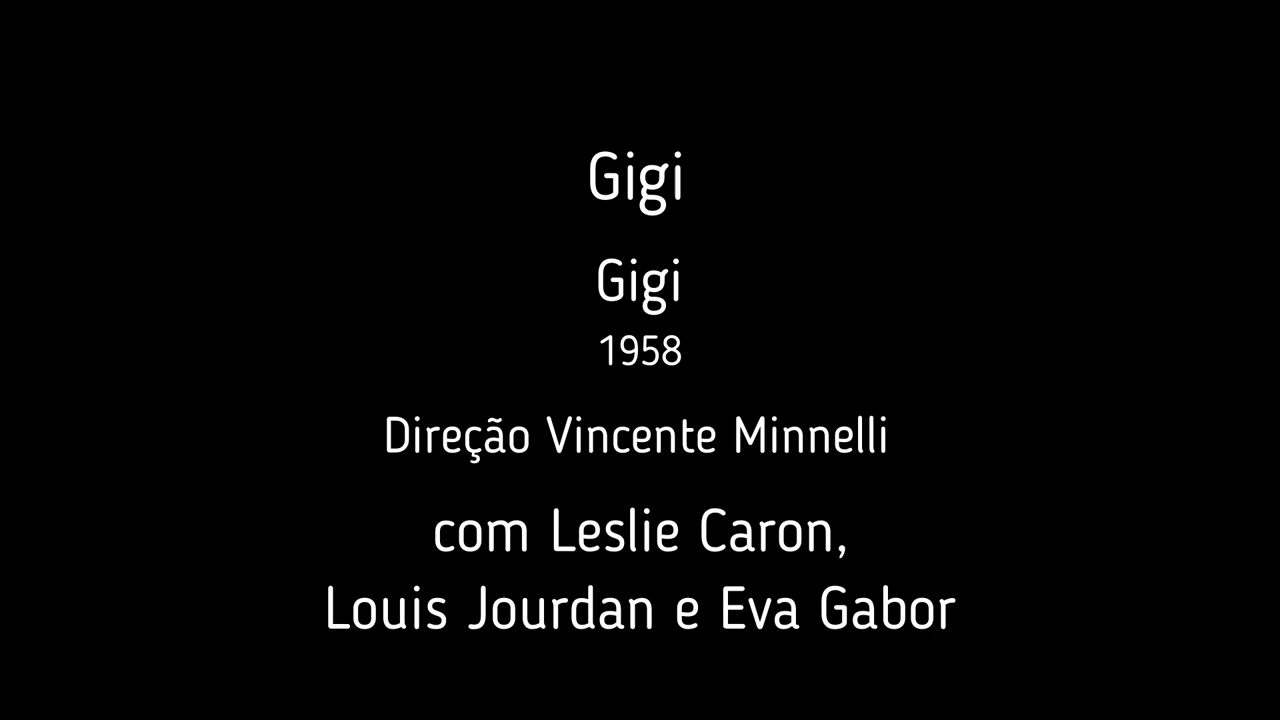 Gigi
Gigi
1958
Direção Vincente Minnelli
com Leslie Caron,
Louis Jourdan e Eva Gabor